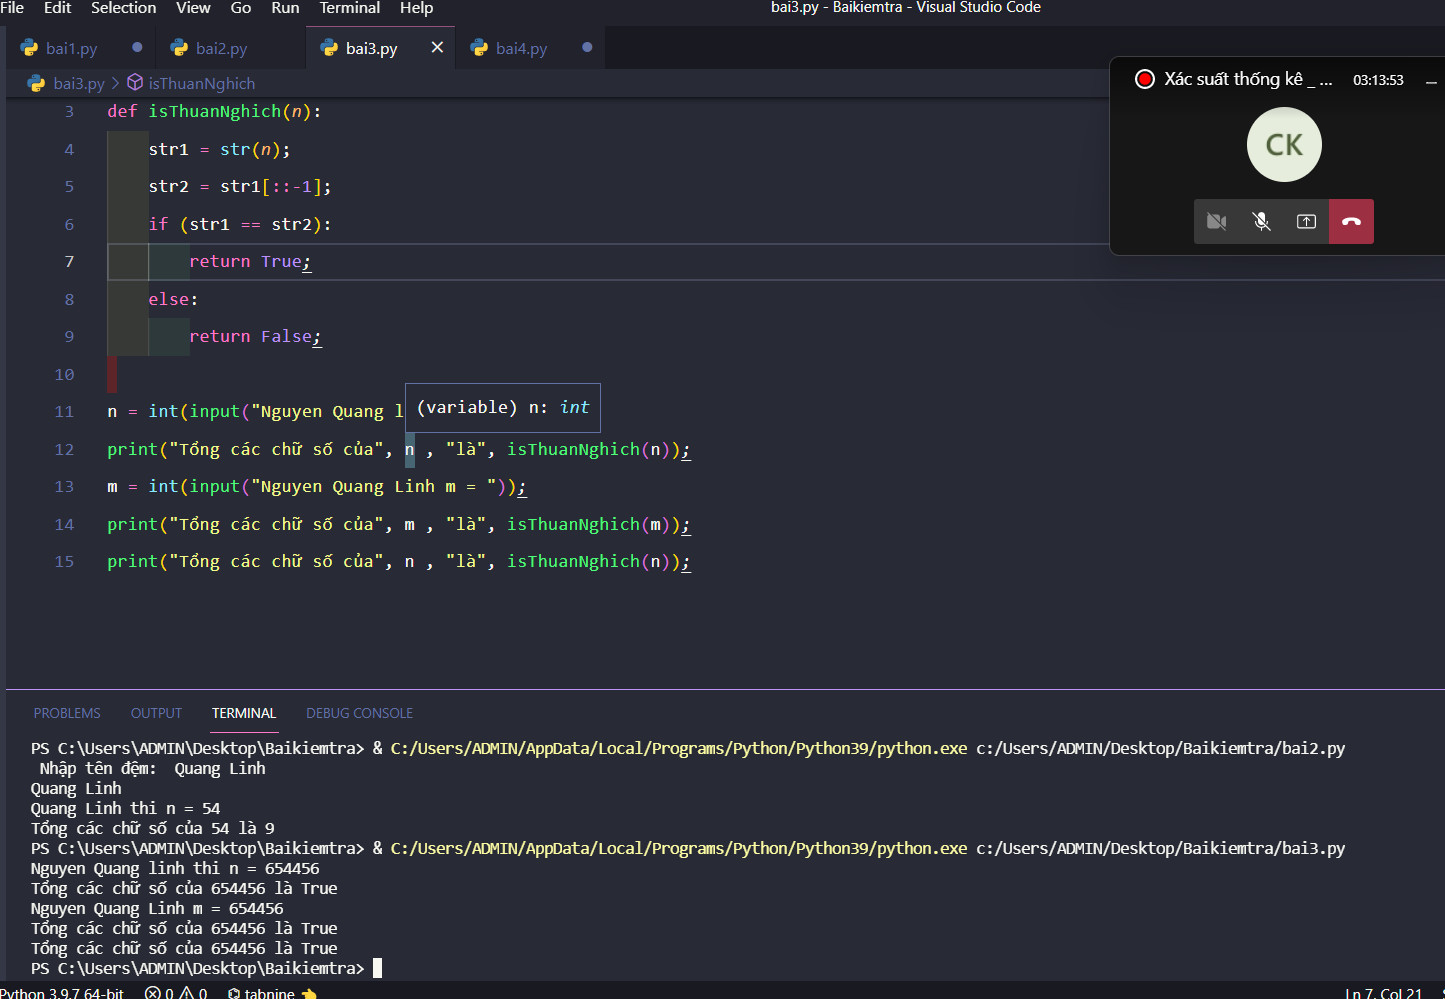 File Edit Selection View Go Run Terminal Help
bai3.py - Baikiemtra - Visual Studio Code
bai1.py bai2.py bai3.py bai4.py
bai3.py > isThuanNghich
Xác suất thống kê _ ... 03:13:53
CK
3 def isThuanNghich(n):
4 str1 = str(n);
5 str2 = str1[::-1];
6 if (str1 == str2):
7 return True;
8 else:
9 return False;
10
(variable) n: int
11 n = int(input("Nguyen Quang l
12 print("Tổng các chữ số của", n , "là", isThuanNghich(n));
13 m = int(input("Nguyen Quang Linh m = "));
14 print("Tổng các chữ số của", m , "là", isThuanNghich(m));
15 print("Tổng các chữ số của", n , "là", isThuanNghich(n));
PROBLEMS OUTPUT TERMINAL DEBUG CONSOLE
PS C:\Users\ADMIN\Desktop\Baikiemtra> & C:/Users/ADMIN/AppData/Local/Programs/Python/Python39/python.exe c:/Users/ADMIN/Desktop/Baikiemtra/bai2.py
Nhập tên đệm: Quang Linh
Quang Linh
Quang Linh thi n = 54
Tổng các chữ số của 54 là 9
PS C:\Users\ADMIN\Desktop\Baikiemtra> & C:/Users/ADMIN/AppData/Local/Programs/Python/Python39/python.exe c:/Users/ADMIN/Desktop/Baikiemtra/bai3.py
Nguyen Quang linh thi n = 654456
Tổng các chữ số của 654456 là True
Nguyen Quang Linh m = 654456
Tổng các chữ số của 654456 là True
Tổng các chữ số của 654456 là True
PS C:\Users\ADMIN\Desktop\Baikiemtra>
Python 3.9.7 64-bit 0 0 tabnine Ln 7, Col 21